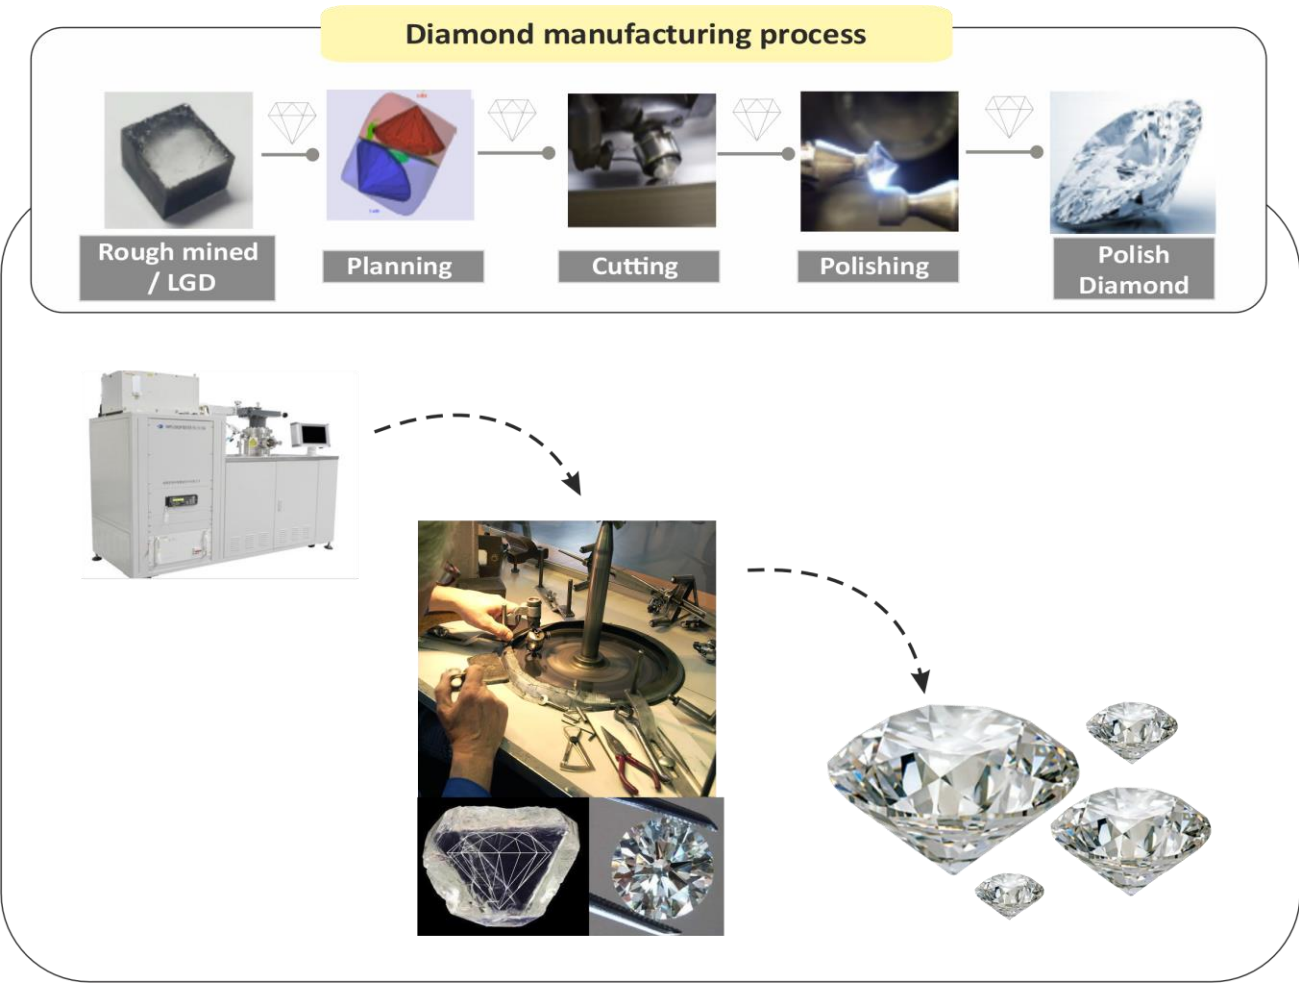 Diamond manufacturing process
Rough mined
/ LGD
Planning
Cutting
Polishing
Polish
Diamond